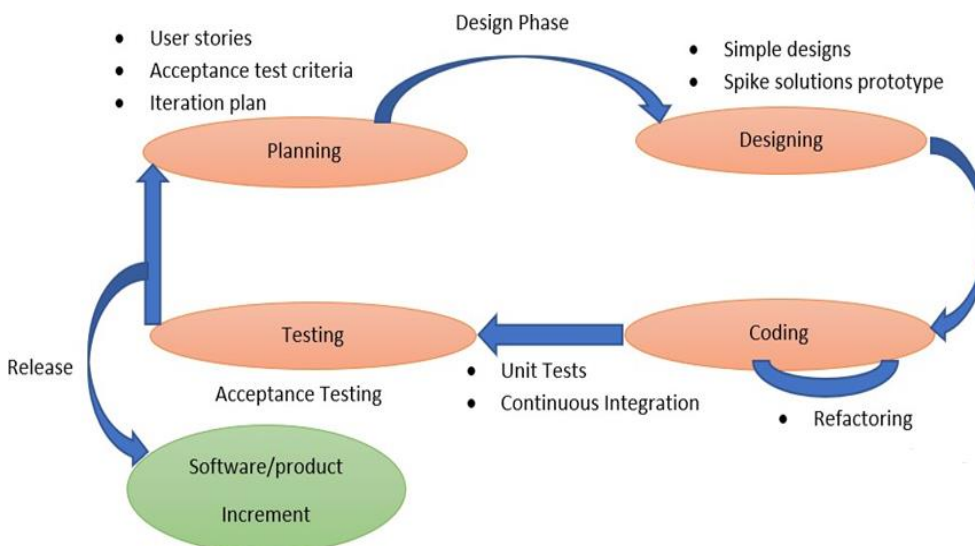 Design Phase
User stories
Acceptance test criteria
Iteration plan
Simple designs
Spike solutions prototype
Planning
Designing
Testing
Coding
Release
Acceptance Testing
Unit Tests
Continuous Integration
Refactoring
Software/product
Increment